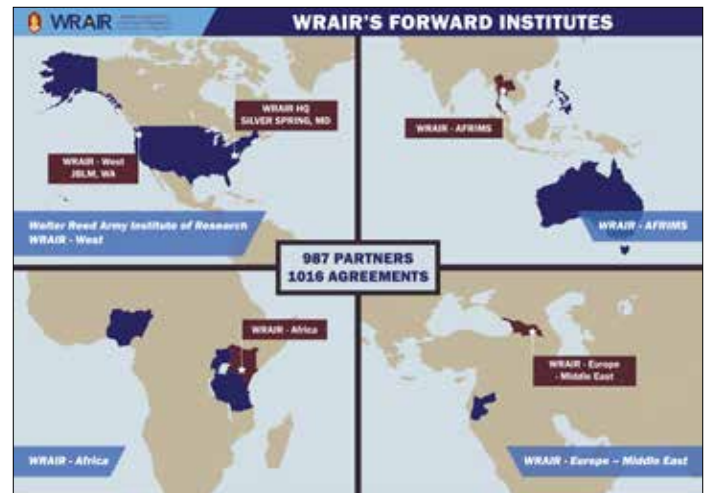 WRAIR
WRAIR'S FORWARD INSTITUTES
WRAIR HQ
SILVER SPRING, MD
WRAIR - West
JBLM, WA
Walter Reed Army Institute of Research
WRAIR - West
WRAIR - AFRIMS
WRAIR - AFRIMS
987 PARTNERS
1016 AGREEMENTS
WRAIR - Africa
WRAIR - Africa
WRAIR - Europe
- Middle East
WRAIR - Europe – Middle East